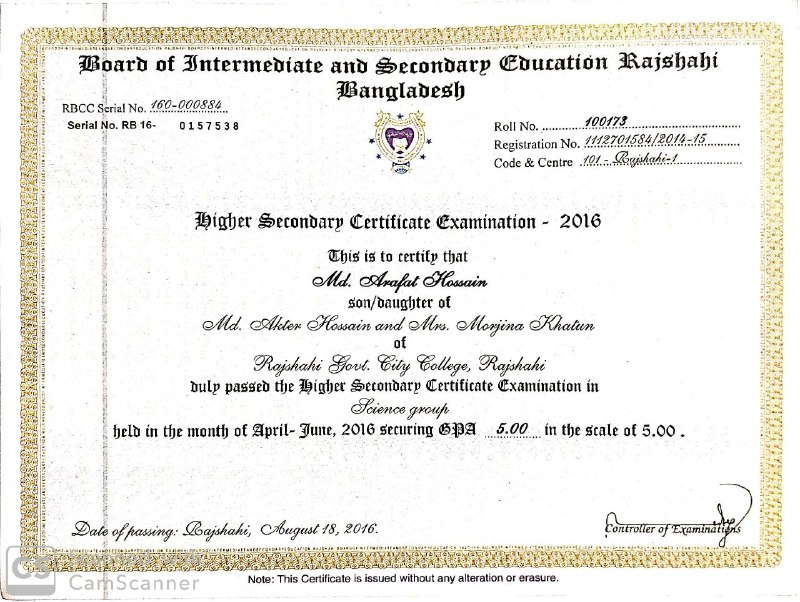 Board of Intermediate and Secondary Education Rajshahi
Bangladesh
RBCC Serial No. 160-000884
Serial No. RB 16- 0157538
Roll No. 100173
Registration No. 1112701584/2014-15
Code & Centre 101 - Rajshahi-1
Higher Secondary Certificate Examination - 2016
This is to certify that
Md. Arafat Hossain
son/daughter of
Md. Akter Hossain and Mrs. Morjina Khatun
of
Rajshahi Govt. City College, Rajshahi
duly passed the Higher Secondary Certificate Examination in
Science group
held in the month of April- June, 2016 securing GPA 5.00 in the scale of 5.00 .
Date of passing: Rajshahi, August 18, 2016.
Controller of Examinations
CS
CamScanner
Note: This Certificate is issued without any alteration or erasure.